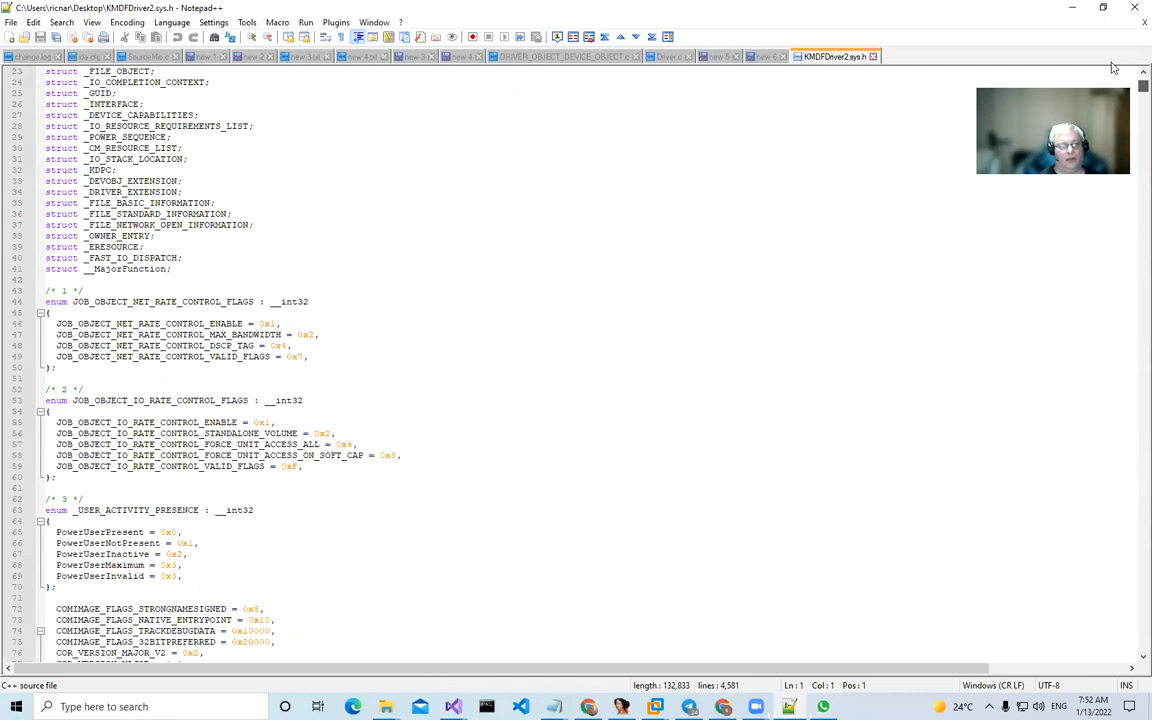 C:\Users\ricnar\Desktop\KMDFDriver2.sys.h - Notepad++
File Edit Search View Encoding Language Settings Tools Macro Run Plugins Window ?
X
change.log ida.cfg SourceMio.c new 1 new 2 new 3.txt new 4.txt new 3 new 4 DRIVER_OBJECT_DEVICE_OBJECT.c Driver.c new 5 new 6 KMDFDriver2.sys.h
23 struct _FILE_OBJECT;
24 struct _IO_COMPLETION_CONTEXT;
25 struct _GUID;
26 struct _INTERFACE;
27 struct _DEVICE_CAPABILITIES;
28 struct _IO_RESOURCE_REQUIREMENTS_LIST;
29 struct _POWER_SEQUENCE;
30 struct _CM_RESOURCE_LIST;
31 struct _IO_STACK_LOCATION;
32 struct _KDPC;
33 struct _DEVOBJ_EXTENSION;
34 struct _DRIVER_EXTENSION;
35 struct _FILE_BASIC_INFORMATION;
36 struct _FILE_STANDARD_INFORMATION;
37 struct _FILE_NETWORK_OPEN_INFORMATION;
38 struct _OWNER_ENTRY;
39 struct _ERESOURCE;
40 struct _FAST_IO_DISPATCH;
41 struct __MajorFunction;
42
43 /* 1 */
44 enum JOB_OBJECT_NET_RATE_CONTROL_FLAGS : __int32
45 {
46 JOB_OBJECT_NET_RATE_CONTROL_ENABLE = 0x1,
47 JOB_OBJECT_NET_RATE_CONTROL_MAX_BANDWIDTH = 0x2,
48 JOB_OBJECT_NET_RATE_CONTROL_DSCP_TAG = 0x4,
49 JOB_OBJECT_NET_RATE_CONTROL_VALID_FLAGS = 0x7,
50 };
51
52 /* 2 */
53 enum JOB_OBJECT_IO_RATE_CONTROL_FLAGS : __int32
54 {
55 JOB_OBJECT_IO_RATE_CONTROL_ENABLE = 0x1,
56 JOB_OBJECT_IO_RATE_CONTROL_STANDALONE_VOLUME = 0x2,
57 JOB_OBJECT_IO_RATE_CONTROL_FORCE_UNIT_ACCESS_ALL = 0x4,
58 JOB_OBJECT_IO_RATE_CONTROL_FORCE_UNIT_ACCESS_ON_SOFT_CAP = 0x8,
59 JOB_OBJECT_IO_RATE_CONTROL_VALID_FLAGS = 0xF,
60 };
61
62 /* 3 */
63 enum _USER_ACTIVITY_PRESENCE : __int32
64 {
65 PowerUserPresent = 0x0,
66 PowerUserNotPresent = 0x1,
67 PowerUserInactive = 0x2,
68 PowerUserMaximum = 0x3,
69 PowerUserInvalid = 0x3,
70 };
71
72 COMIMAGE_FLAGS_STRONGNAMESIGNED = 0x8,
73 COMIMAGE_FLAGS_NATIVE_ENTRYPOINT = 0x10,
74 COMIMAGE_FLAGS_TRACKDEBUGDATA = 0x10000,
75 COMIMAGE_FLAGS_32BITPREFERRED = 0x20000,
76 COR_VERSION_MAJOR_V2 = 0x2,
C++ source file length : 132,833 lines : 4,581 Ln : 1 Col : 1 Pos : 1 Windows (CR LF) UTF-8 INS
Type here to search 24°C 7:52 AM
1/13/2022